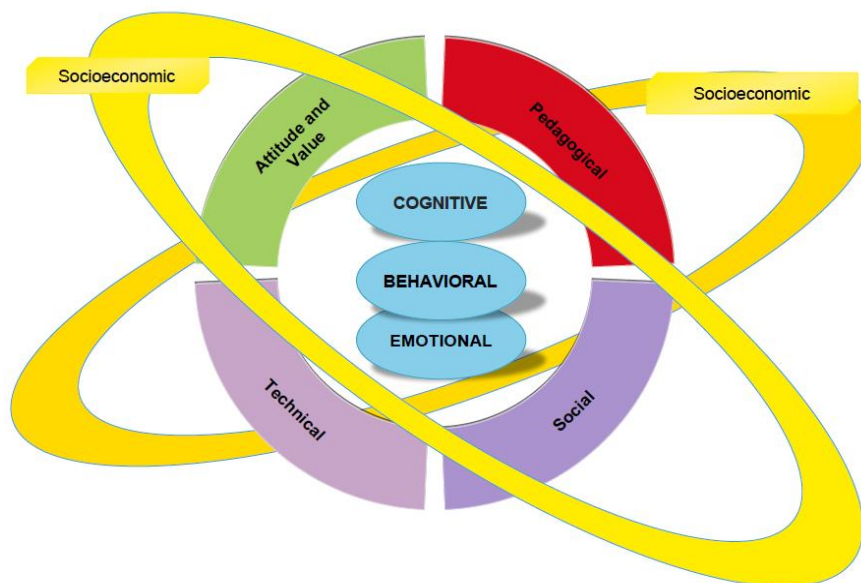 Socioeconomic
Socioeconomic
Attitude and
Value
Pedagogical
COGNITIVE
BEHAVIORAL
EMOTIONAL
Technical
Social